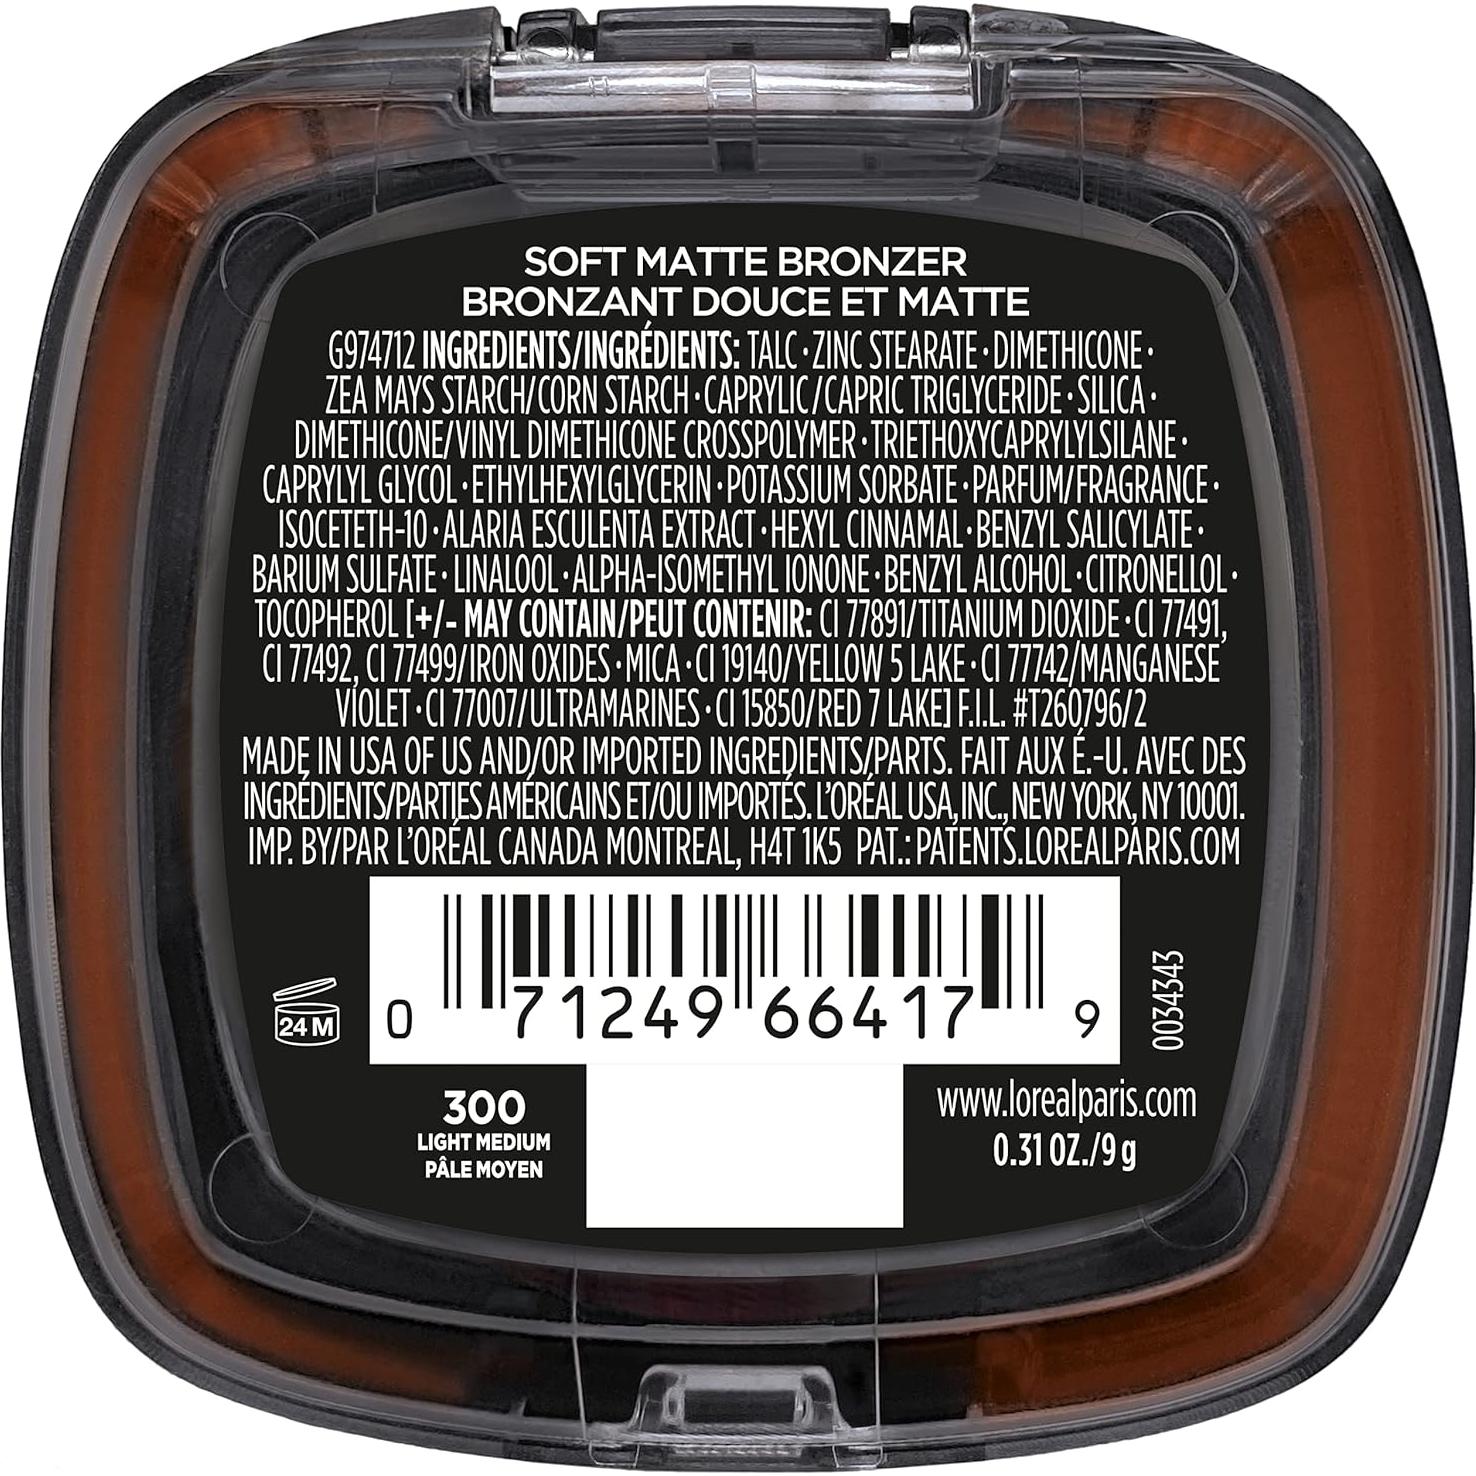 SOFT MATTE BRONZER
BRONZANT DOUCE ET MATTE
G974712 INGREDIENTS/INGRÉDIENTS: TALC • ZINC STEARATE • DIMETHICONE •
ZEA MAYS STARCH/CORN STARCH • CAPRYLIC/CAPRIC TRIGLYCERIDE • SILICA •
DIMETHICONE/VINYL DIMETHICONE CROSSPOLYMER • TRIETHOXYCAPRYLYLSILANE •
CAPRYLYL GLYCOL • ETHYLHEXYLGLYCERIN • POTASSIUM SORBATE • PARFUM/FRAGRANCE •
ISOCETETH-10 • ALARIA ESCULENTA EXTRACT • HEXYL CINNAMAL • BENZYL SALICYLATE •
BARIUM SULFATE • LINALOOL • ALPHA-ISOMETHYL IONONE • BENZYL ALCOHOL • CITRONELLOL •
TOCOPHEROL [+/- MAY CONTAIN/PEUT CONTENIR: CI 77891/TITANIUM DIOXIDE • CI 77491,
CI 77492, CI 77499/IRON OXIDES • MICA • CI 19140/YELLOW 5 LAKE • CI 77742/MANGANESE
VIOLET • CI 77007/ULTRAMARINES • CI 15850/RED 7 LAKE] F.I.L. #T260796/2
MADE IN USA OF US AND/OR IMPORTED INGREDIENTS/PARTS. FAIT AUX É.-U. AVEC DES
INGRÉDIENTS/PARTIES AMÉRICAINS ET/OU IMPORTÉS. L'ORÉAL USA, INC., NEW YORK, NY 10001.
IMP. BY/PAR L'ORÉAL CANADA MONTREAL, H4T 1K5 PAT.: PATENTS.LOREALPARIS.COM
24 M
0 71249 66417 9
0034343
300
LIGHT MEDIUM
PÂLE MOYEN
www.lorealparis.com
0.31 OZ./9 g